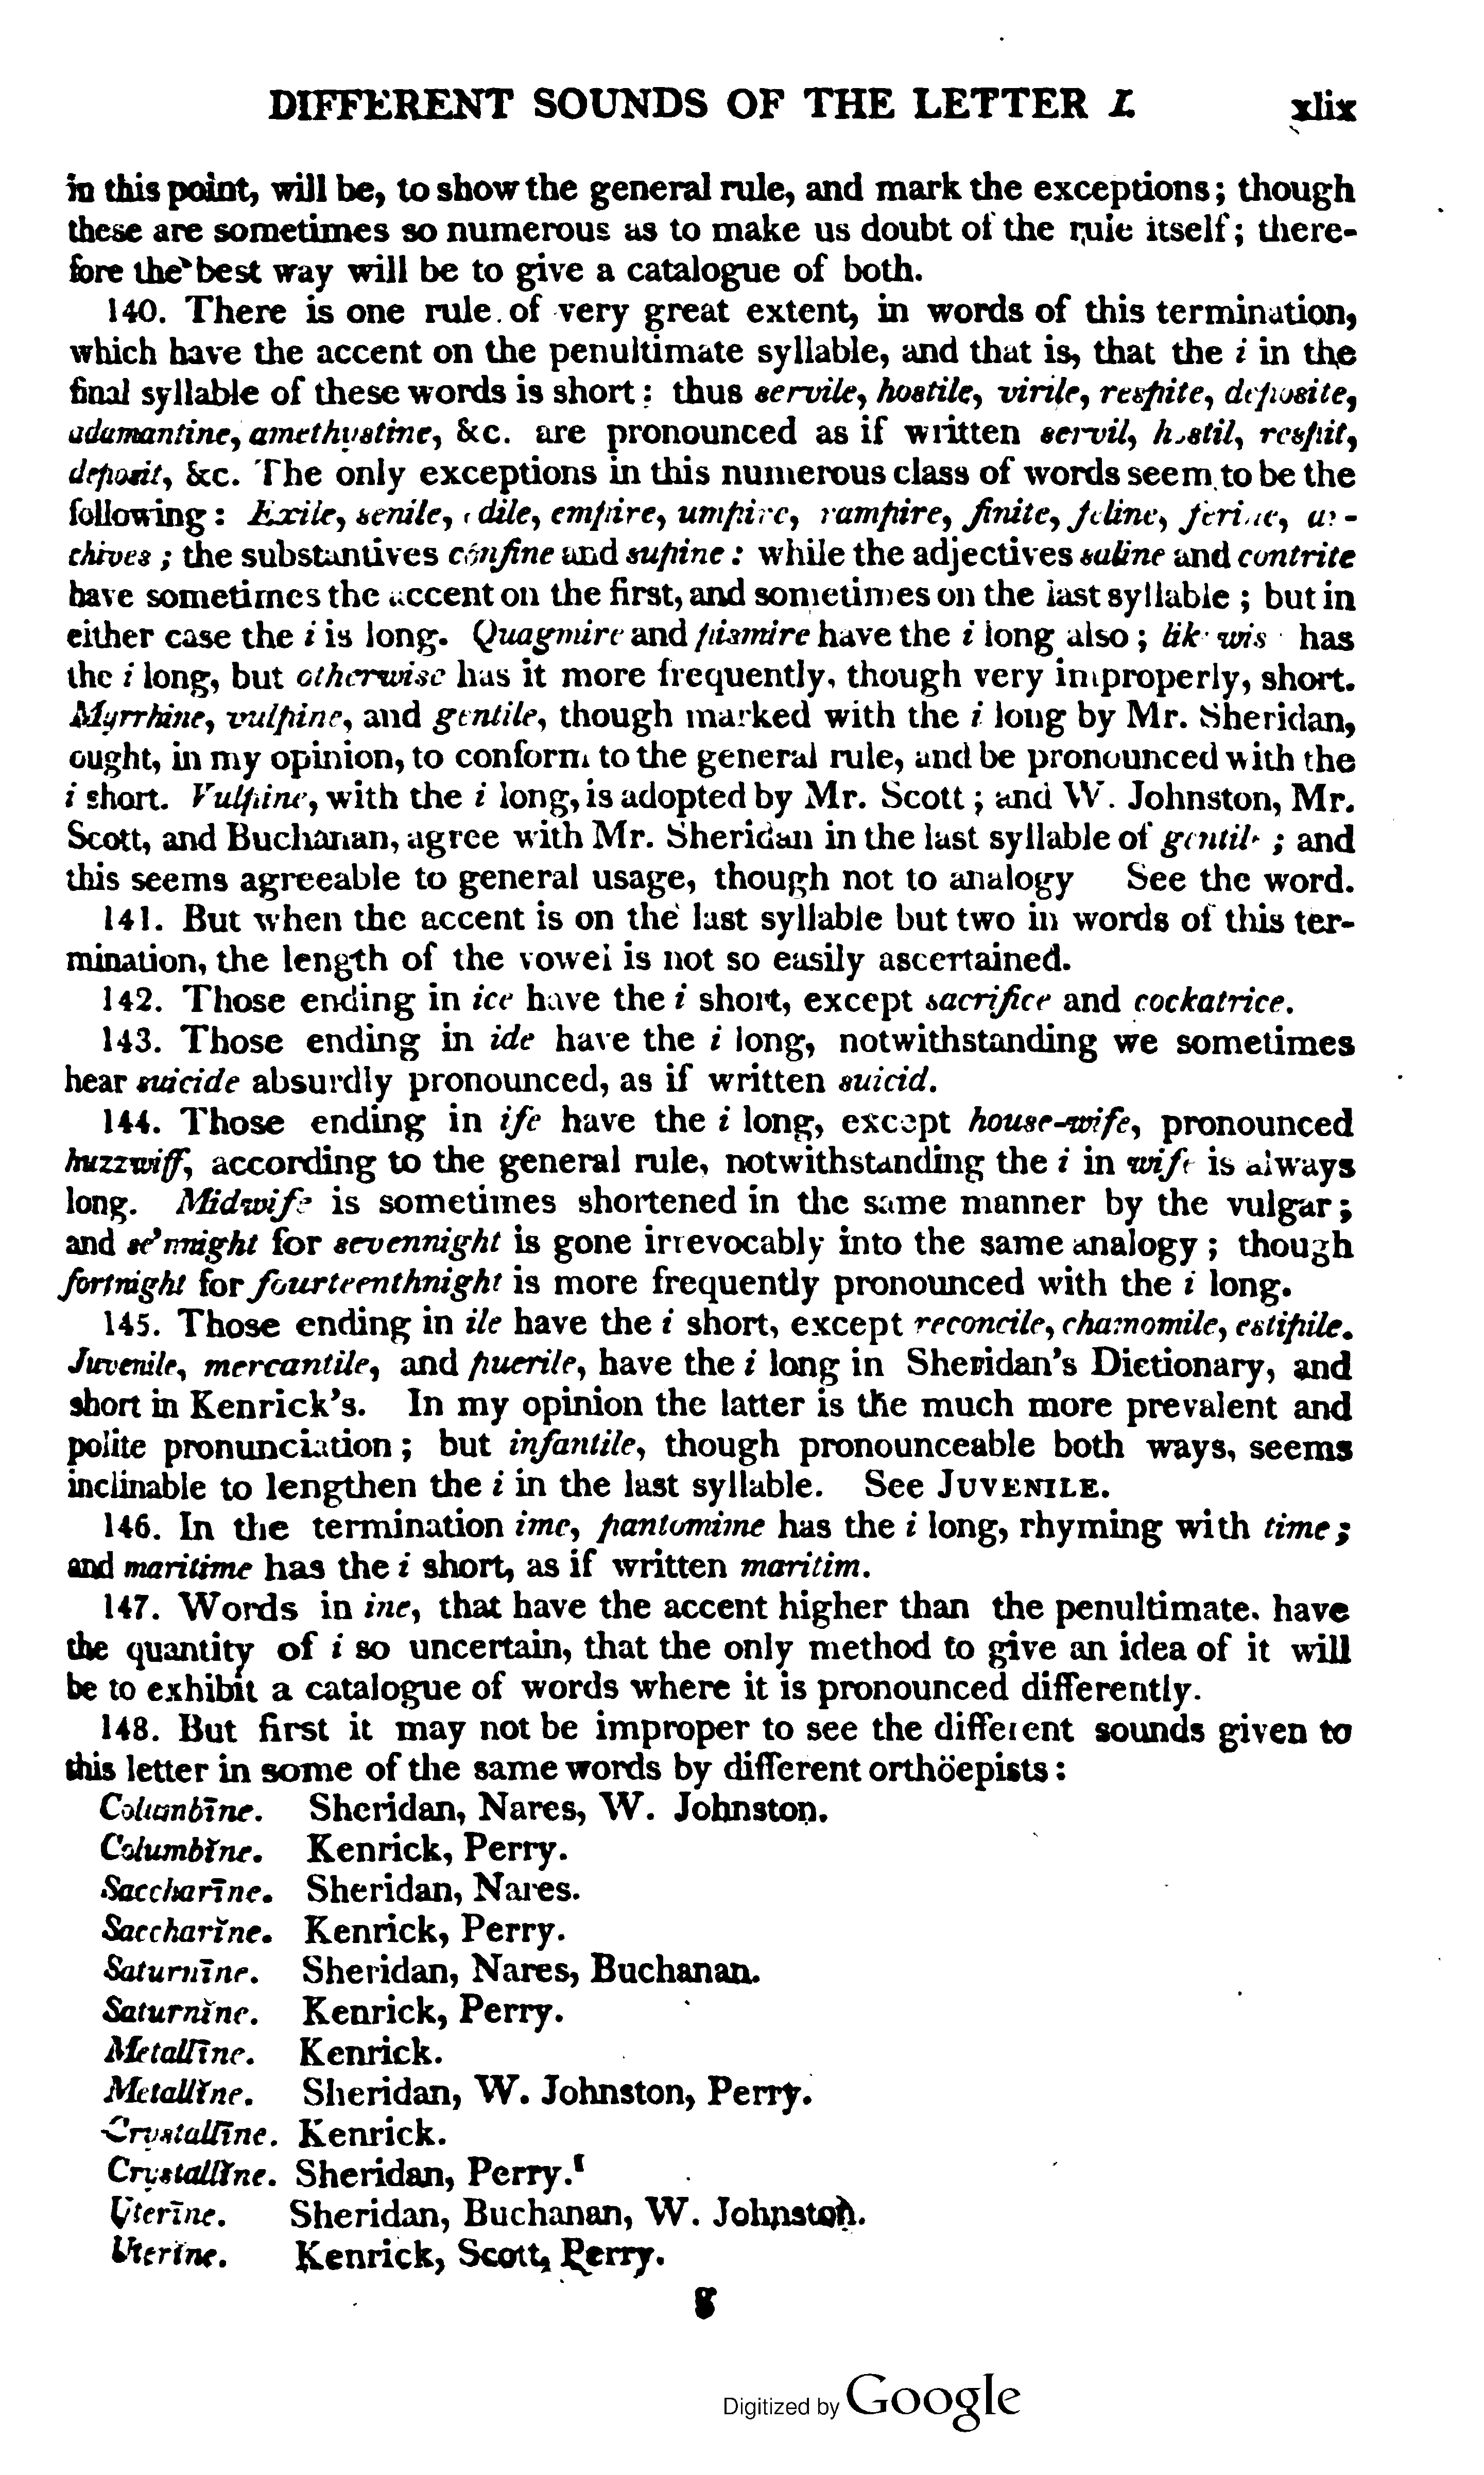 DIFFERENT SOUNDS OF THE LETTER I. xlix
in this point, will be, to show the general rule, and mark the exceptions; though
these are sometimes so numerous as to make us doubt of the rule itself; there-
fore the best way will be to give a catalogue of both.
140. There is one rule of very great extent, in words of this termination,
which have the accent on the penultimate syllable, and that is, that the i in the
final syllable of these words is short: thus servile, hostile, virile, respite, deposite,
adamantine, amethystine, &c. are pronounced as if written servil, hostil, respit,
deposit, &c. The only exceptions in this numerous class of words seem to be the
following: Exile, senile, edile, empire, umpire, rampire, finite, feline, ferine, ar-
chives; the substantives cónfine and supine: while the adjectives saline and contrite
have sometimes the accent on the first, and sometimes on the last syllable; but in
either case the i is long. Quagmire and pismire have the i long also; likewise has
the i long, but otherwise has it more frequently, though very improperly, short.
Myrrhine, vulpine, and gentile, though marked with the i long by Mr. Sheridan,
ought, in my opinion, to conform to the general rule, and be pronounced with the
i short. Vulpine, with the i long, is adopted by Mr. Scott; and W. Johnston, Mr.
Scott, and Buchanan, agree with Mr. Sheridan in the last syllable of gentile; and
this seems agreeable to general usage, though not to analogy See the word.
141. But when the accent is on the last syllable but two in words of this ter-
mination, the length of the vowel is not so easily ascertained.
142. Those ending in ice have the i short, except sacrifice and cockatrice.
143. Those ending in ide have the i long, notwithstanding we sometimes
hear suicide absurdly pronounced, as if written suicid.
144. Those ending in ife have the i long, except house-wife, pronounced
huzzwiff, according to the general rule, notwithstanding the i in wife is always
long. Midwife is sometimes shortened in the same manner by the vulgar;
and se'nnight for sevennight is gone irrevocably into the same analogy; though
fortnight for fourteenthnight is more frequently pronounced with the i long.
145. Those ending in ile have the i short, except reconcile, chamomile, estipile.
Juvenile, mercantile, and puerile, have the i long in Sheridan's Dictionary, and
short in Kenrick's. In my opinion the latter is the much more prevalent and
polite pronunciation; but infantile, though pronounceable both ways, seems
inclinable to lengthen the i in the last syllable. See JUVENILE.
146. In the termination ime, pantomime has the i long, rhyming with time;
and maritime has the i short, as if written maritim.
147. Words in ine, that have the accent higher than the penultimate, have
the quantity of i so uncertain, that the only method to give an idea of it will
be to exhibit a catalogue of words where it is pronounced differently.
148. But first it may not be improper to see the different sounds given to
this letter in some of the same words by different orthöepists:
Columbīne. Sheridan, Nares, W. Johnston.
Columbĭne. Kenrick, Perry.
Saccharīne. Sheridan, Nares.
Saccharĭne. Kenrick, Perry.
Saturnīne. Sheridan, Nares, Buchanan.
Saturnĭne. Kenrick, Perry.
Metallīne. Kenrick.
Metallĭne. Sheridan, W. Johnston, Perry.
Crystallīne. Kenrick.
Crystallĭne. Sheridan, Perry.
Uterīne. Sheridan, Buchanan, W. Johnston.
Uterĭne. Kenrick, Scott, Perry.
Digitized by Google